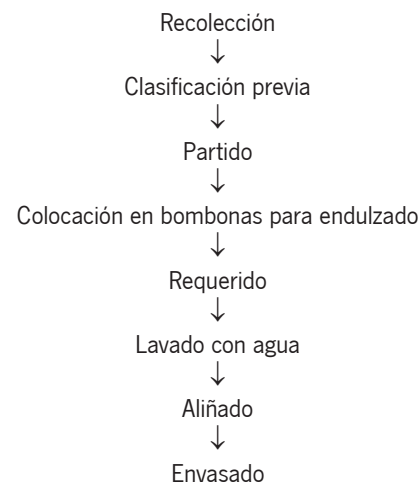 Recolección
↓
Clasificación previa
↓
Partido
↓
Colocación en bombonas para endulzado
↓
Requerido
↓
Lavado con agua
↓
Aliñado
↓
Envasado